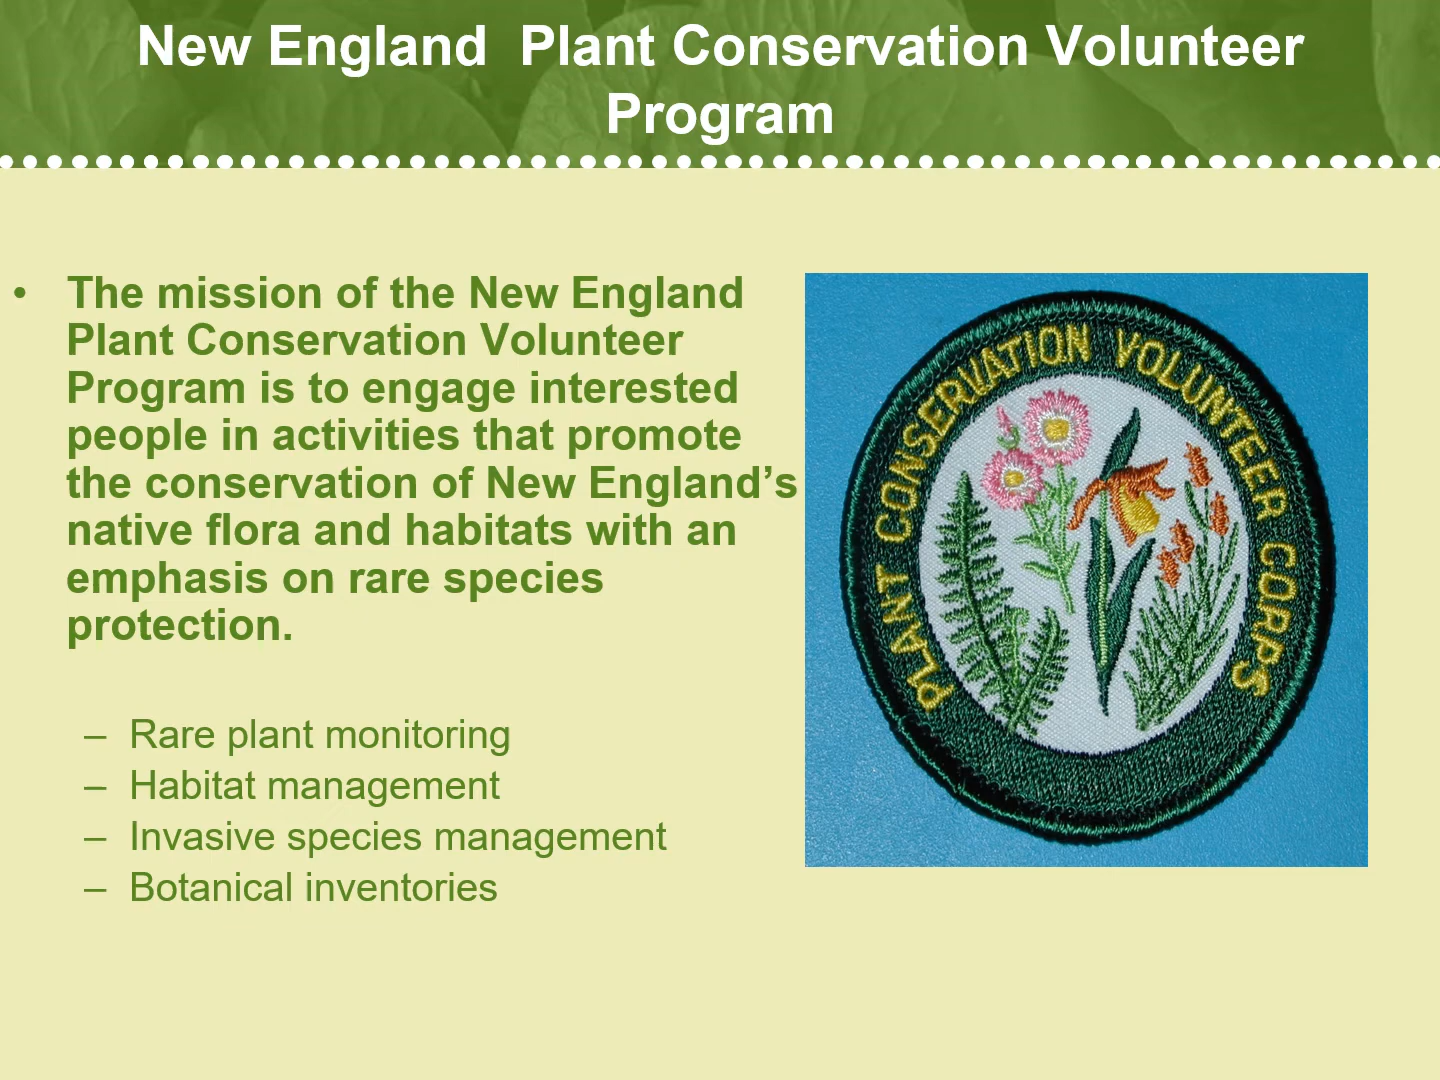 New England  Plant Conservation Volunteer
Program
• The mission of the New England
Plant Conservation Volunteer
Program is to engage interested
people in activities that promote
the conservation of New England’s
native flora and habitats with an
emphasis on rare species
protection.
– Rare plant monitoring
– Habitat management
– Invasive species management
– Botanical inventories
PLANT CONSERVATION VOLUNTEER CORPS